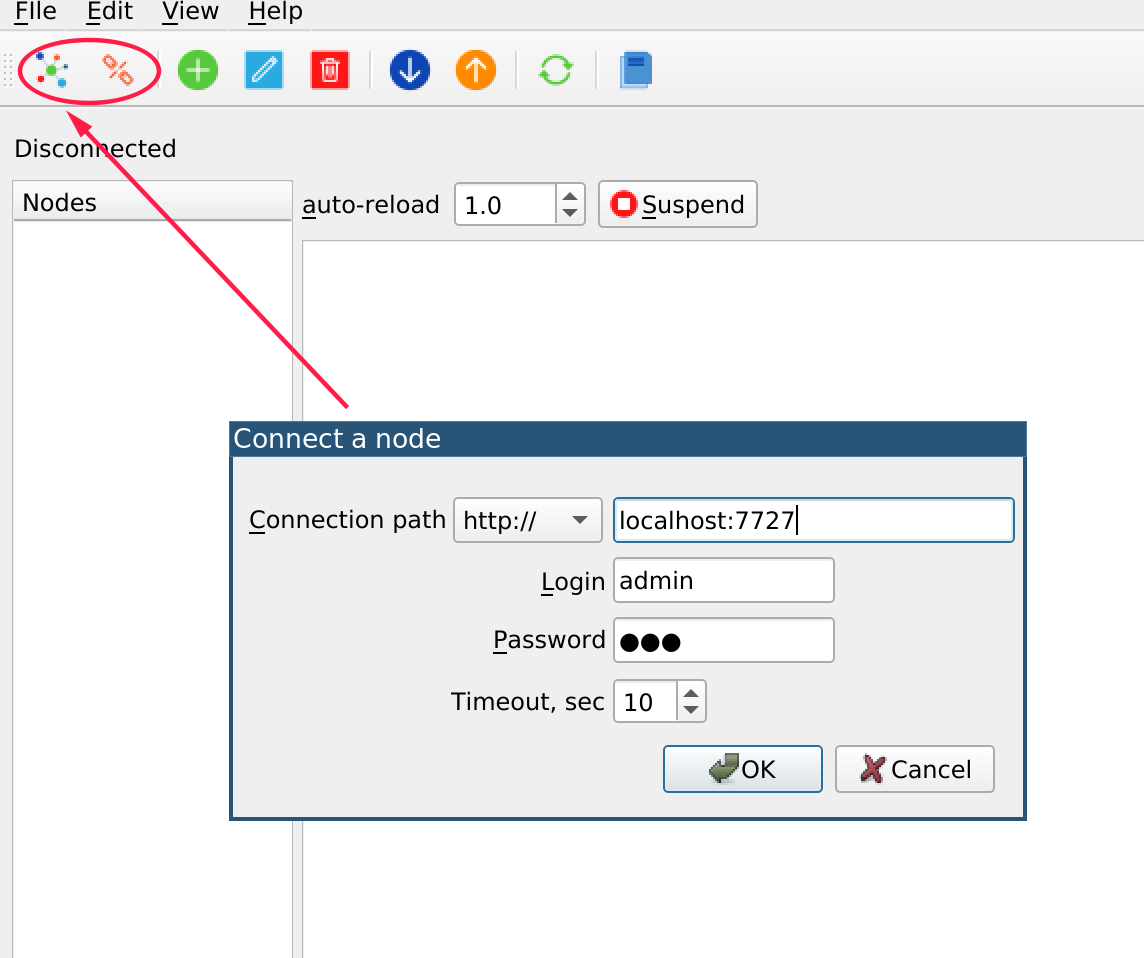 FIle Edit View Help
Disconnected
Nodes
auto-reload 1.0 Suspend
Connect a node
Connection path http:// localhost:7727
Login admin
Password ●●●
Timeout, sec 10
OK Cancel